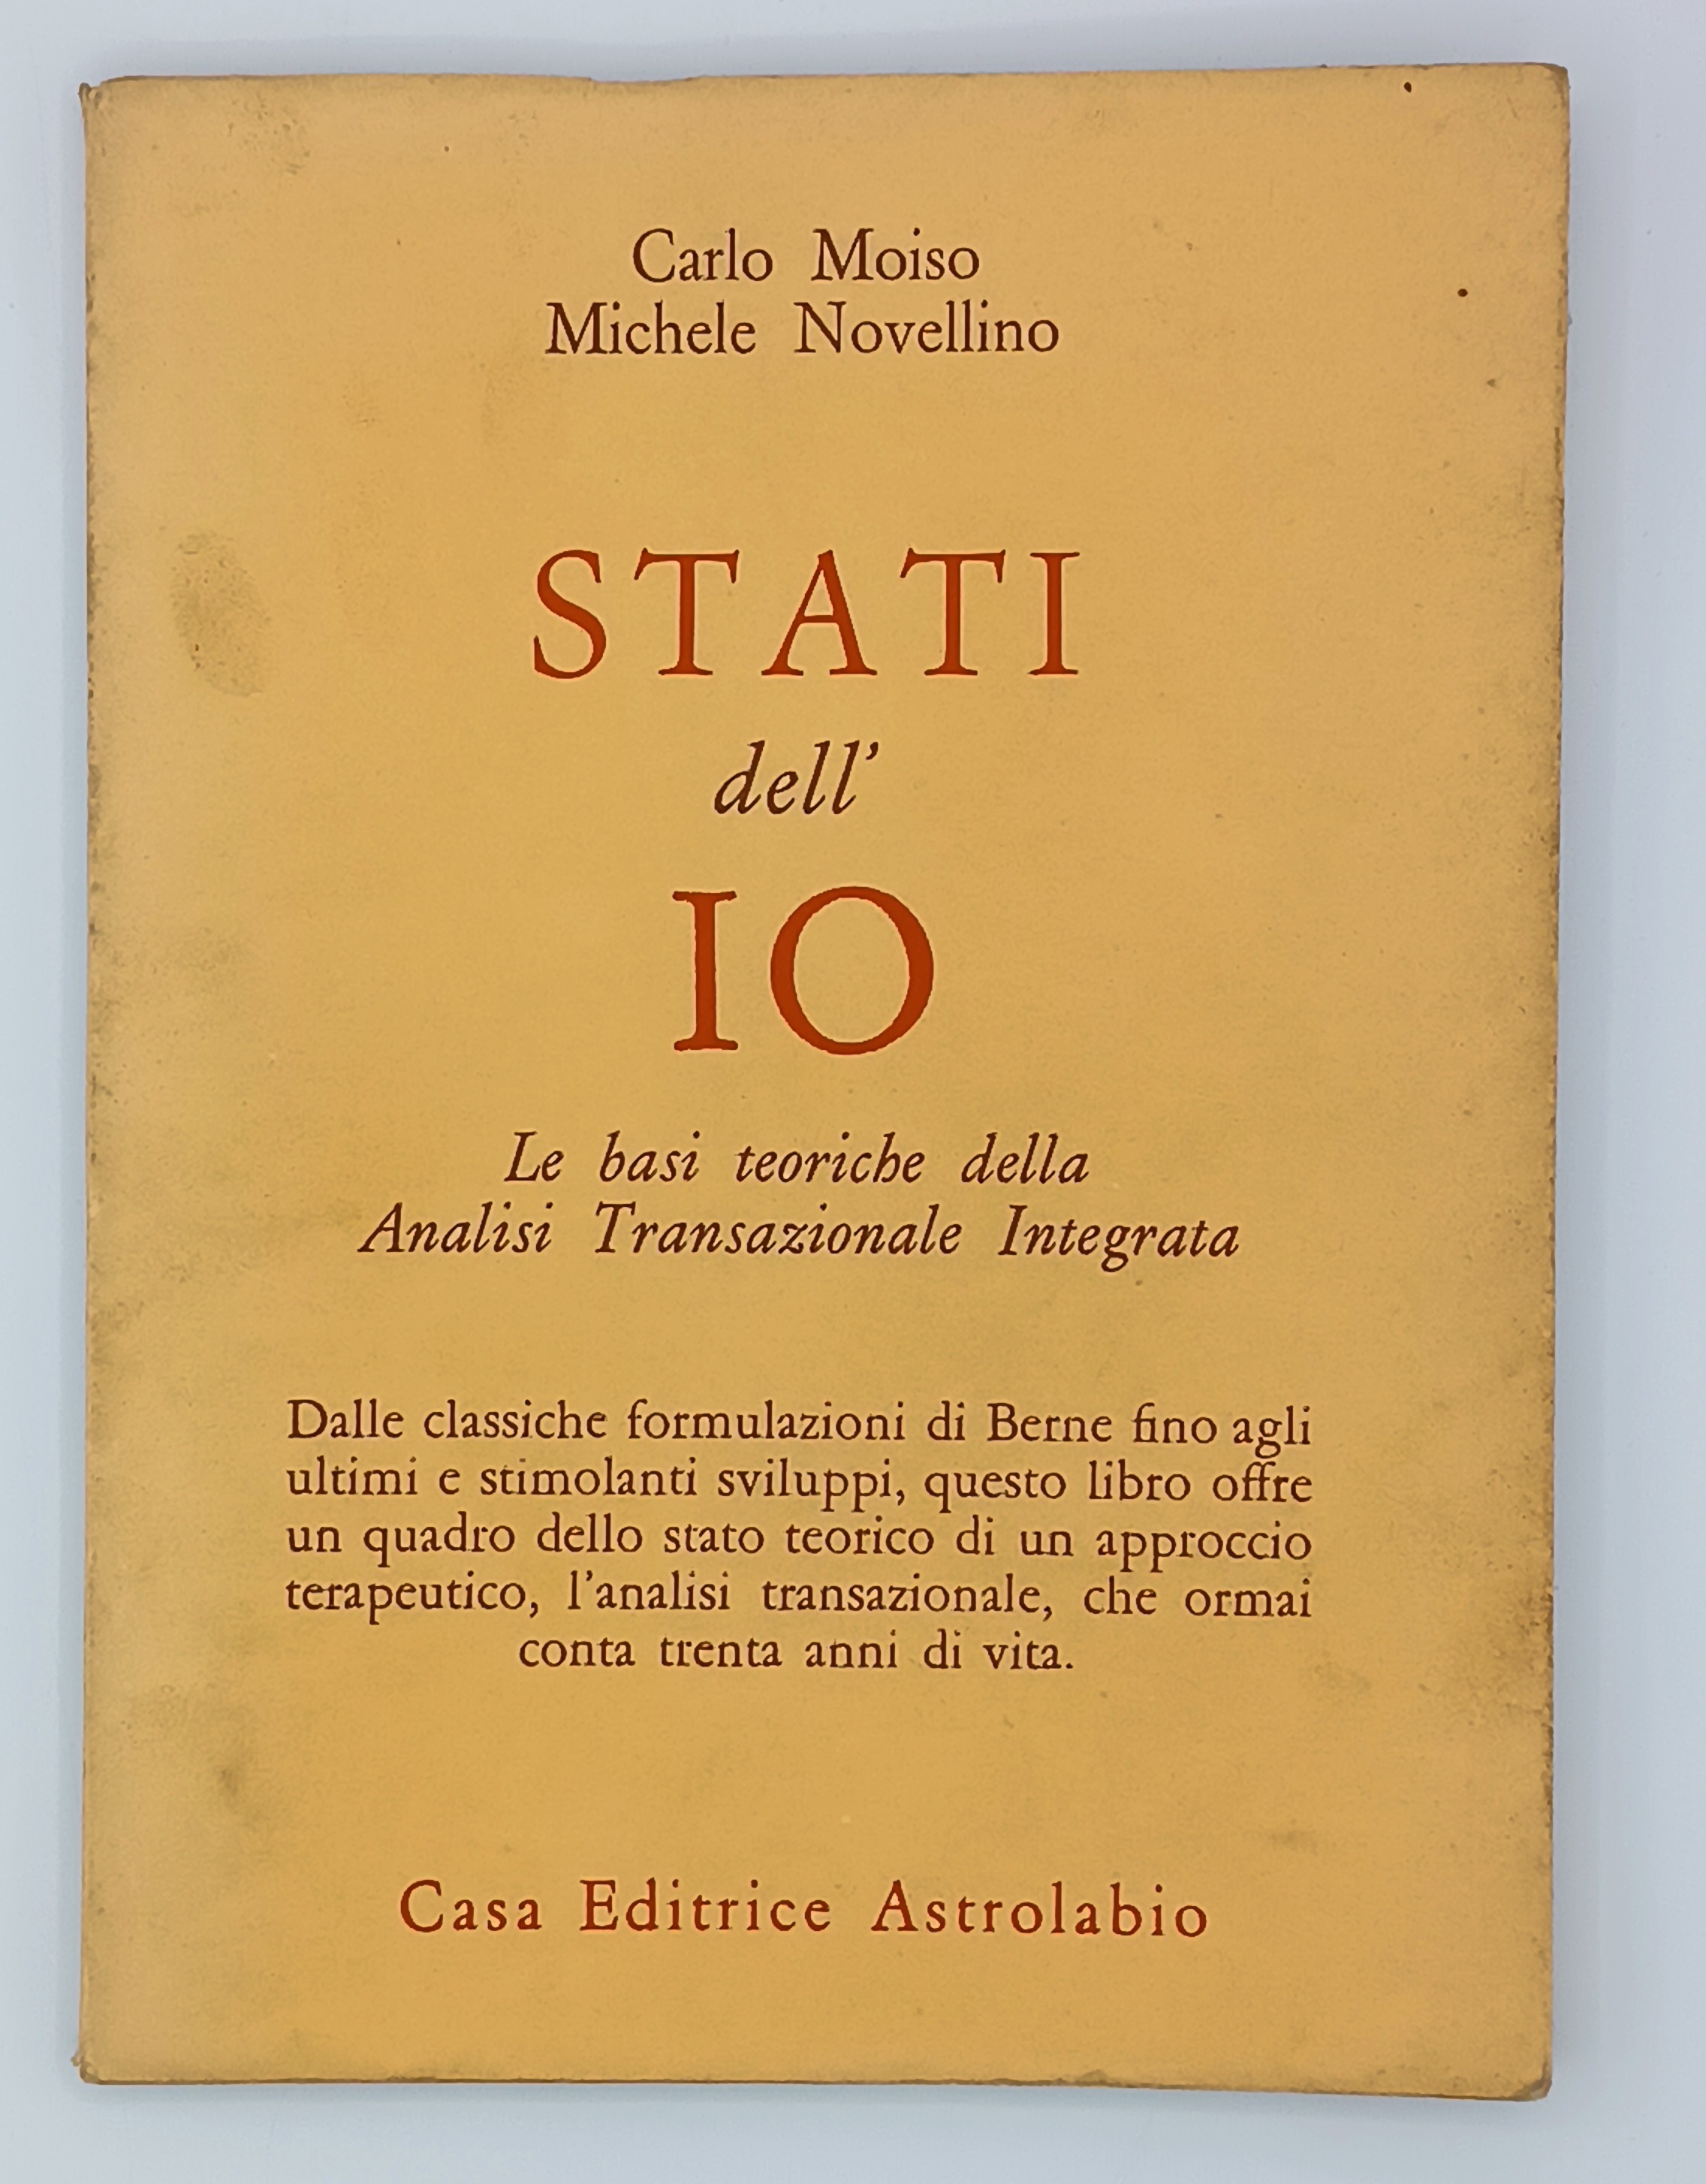 Carlo Moiso
Michele Novellino
STATI
dell'
IO
Le basi teoriche della
Analisi Transazionale Integrata
Dalle classiche formulazioni di Berne fino agli
ultimi e stimolanti sviluppi, questo libro offre
un quadro dello stato teorico di un approccio
terapeutico, l'analisi transazionale, che ormai
conta trenta anni di vita.
Casa Editrice Astrolabio